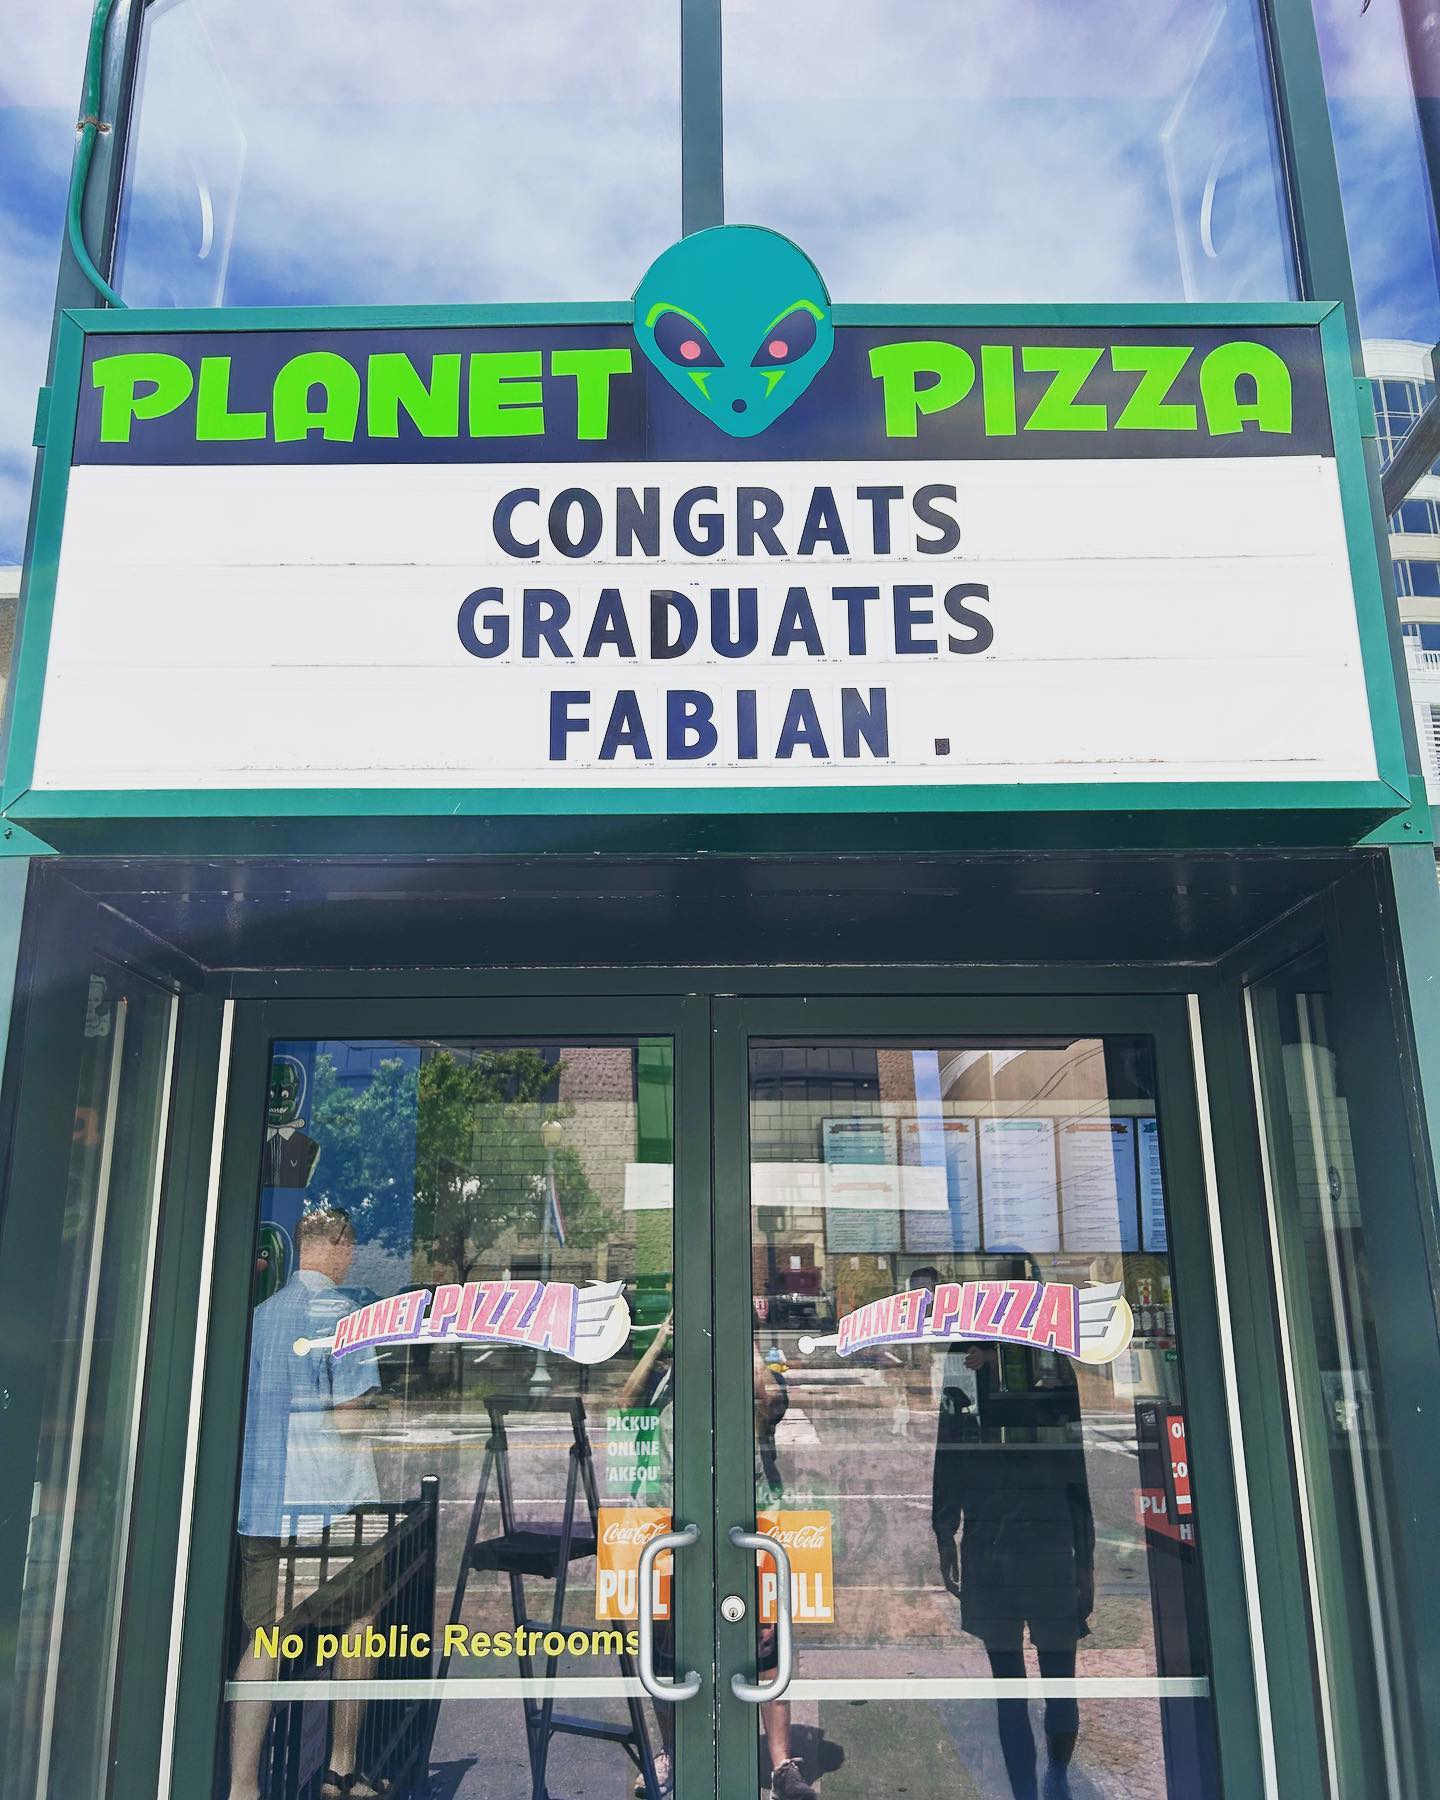 PLANET PIZZA
CONGRATS
GRADUATES
FABIAN .
PLANET PIZZA
PLANET PIZZA
PICKUP
ONLINE
Coca-Cola
PULL
Coca-Cola
PULL
No public Restrooms